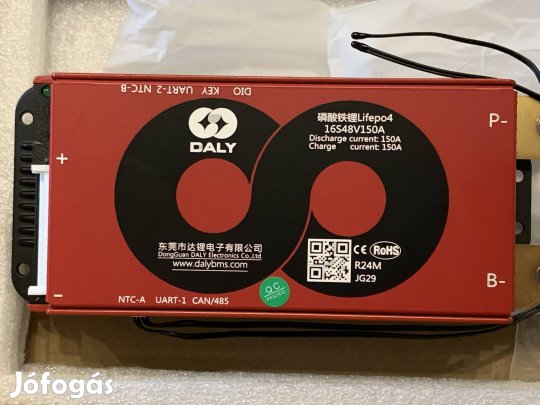 DIO KEY UART-2 NTC-B
DALY
磷酸铁锂Lifepo4
16S48V150A
Discharge current: 150A
Charge current: 150A
P-
+
东莞市达锂电子有限公司
DongGuan DALY Electronics Co.,Ltd
www.dalybms.com
CE RoHS
R24M
JG29
B-
QC
PASSED
-
NTC-A UART-1 CAN/485
Jófogás